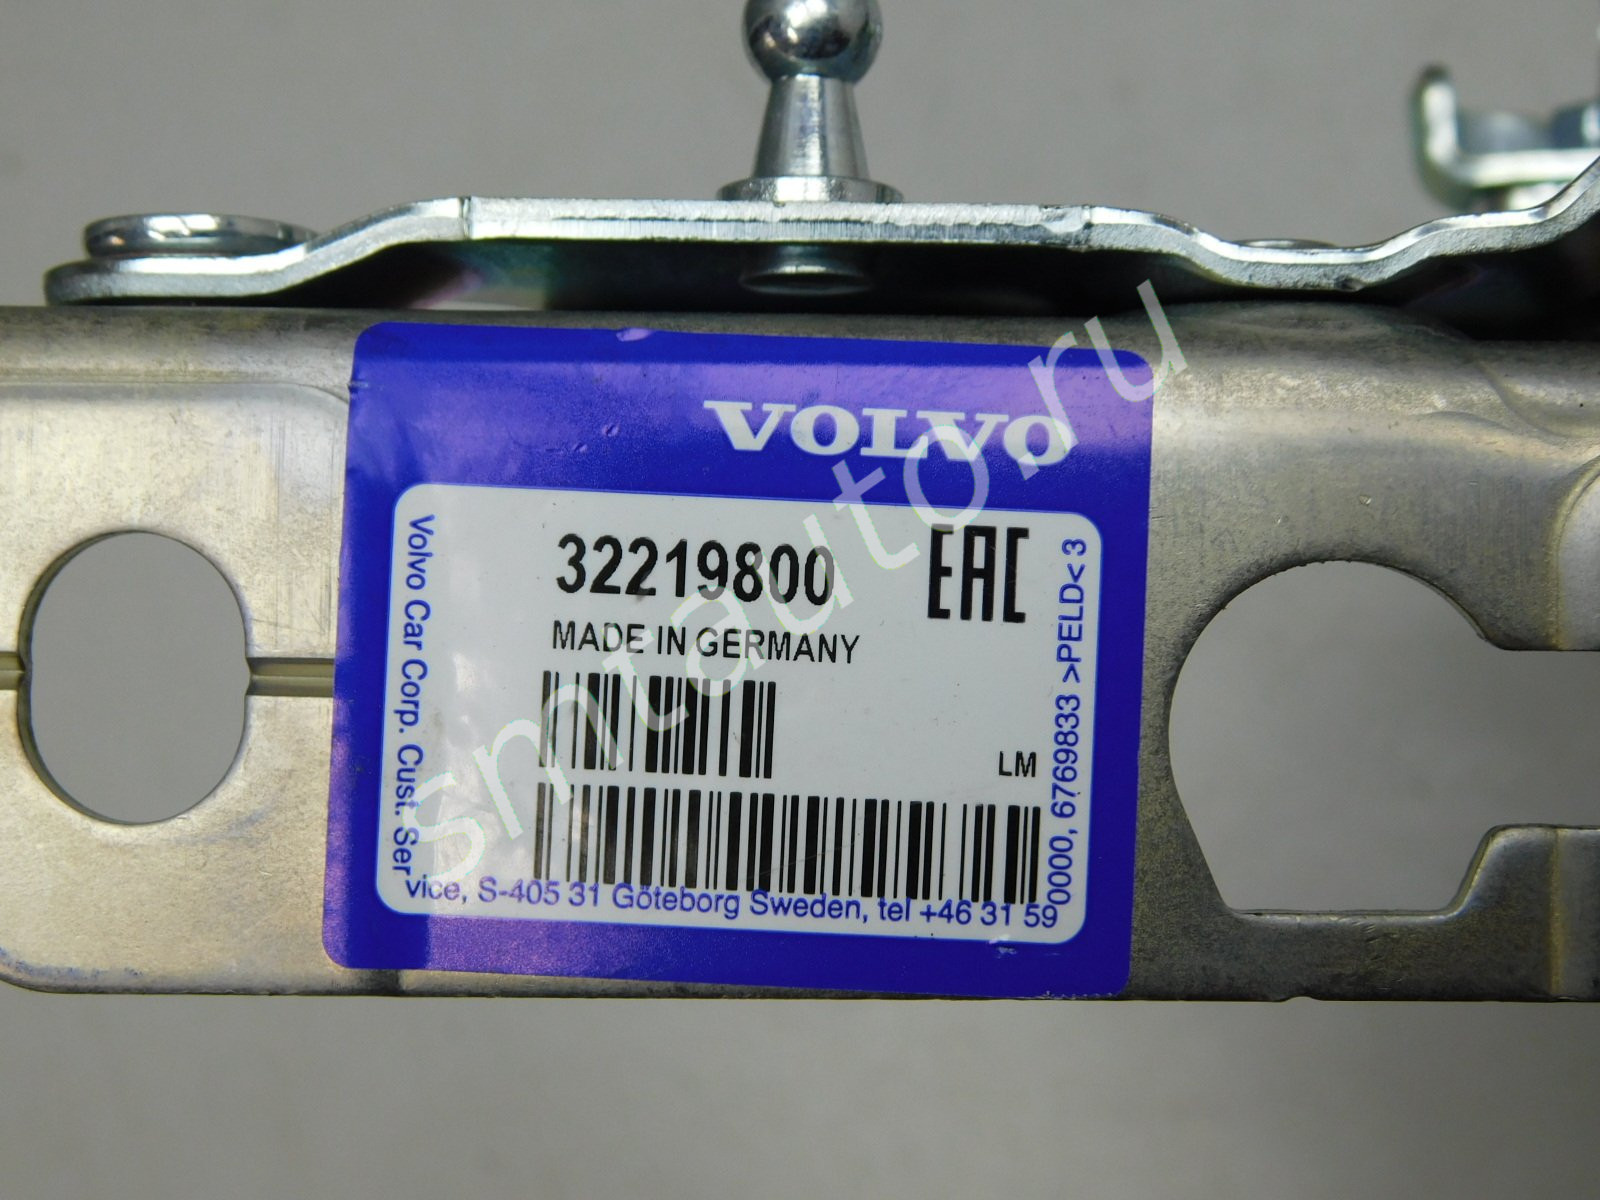 VOLVO
32219800
EAC
MADE IN GERMANY
LM
Volvo Car Corp. Cust. Ser
vice, S-405 31 Göteborg Sweden, tel +46 31 59
0000, 6769833 >PELD< 3
smtauto.ru